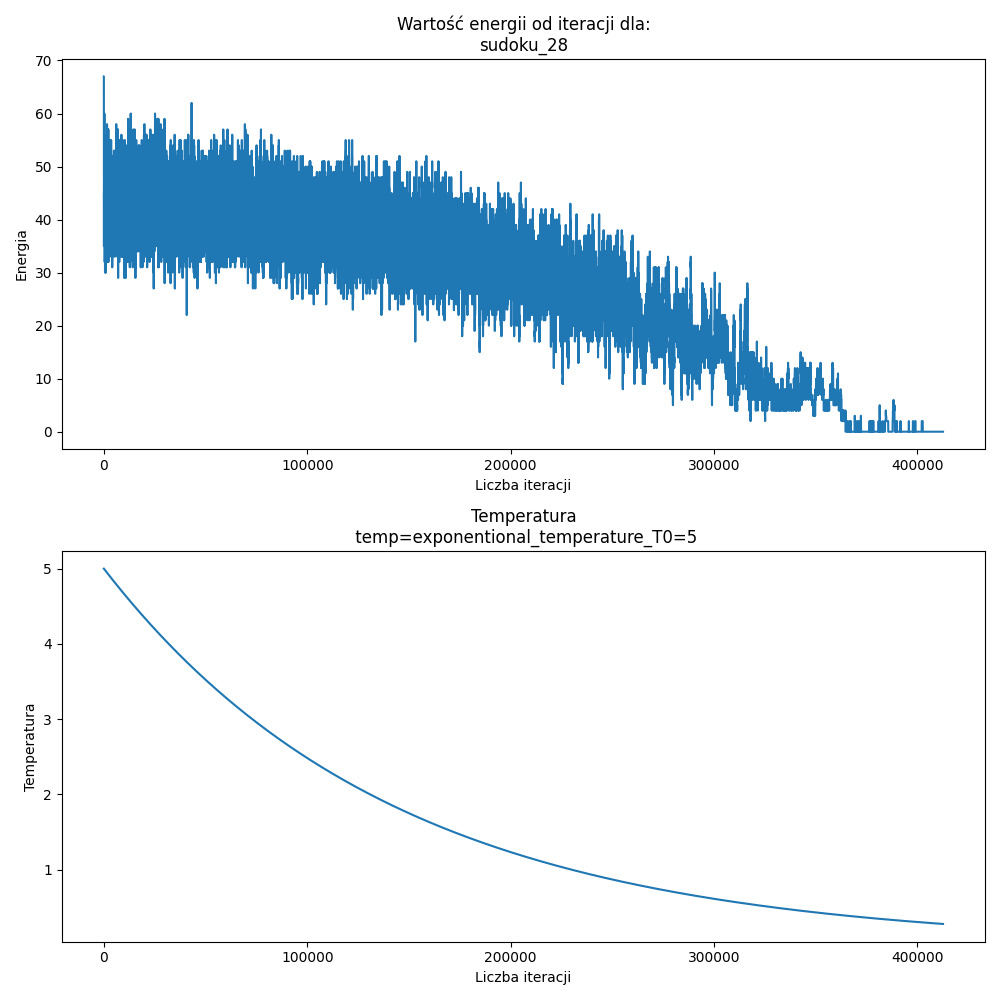 Wartość energii od iteracji dla:
sudoku_28
70
60
50
40
30
20
10
0
Energia
0 100000 200000 300000 400000
Liczba iteracji
Temperatura
temp=exponentional_temperature_T0=5
5
4
3
2
1
Temperatura
0 100000 200000 300000 400000
Liczba iteracji